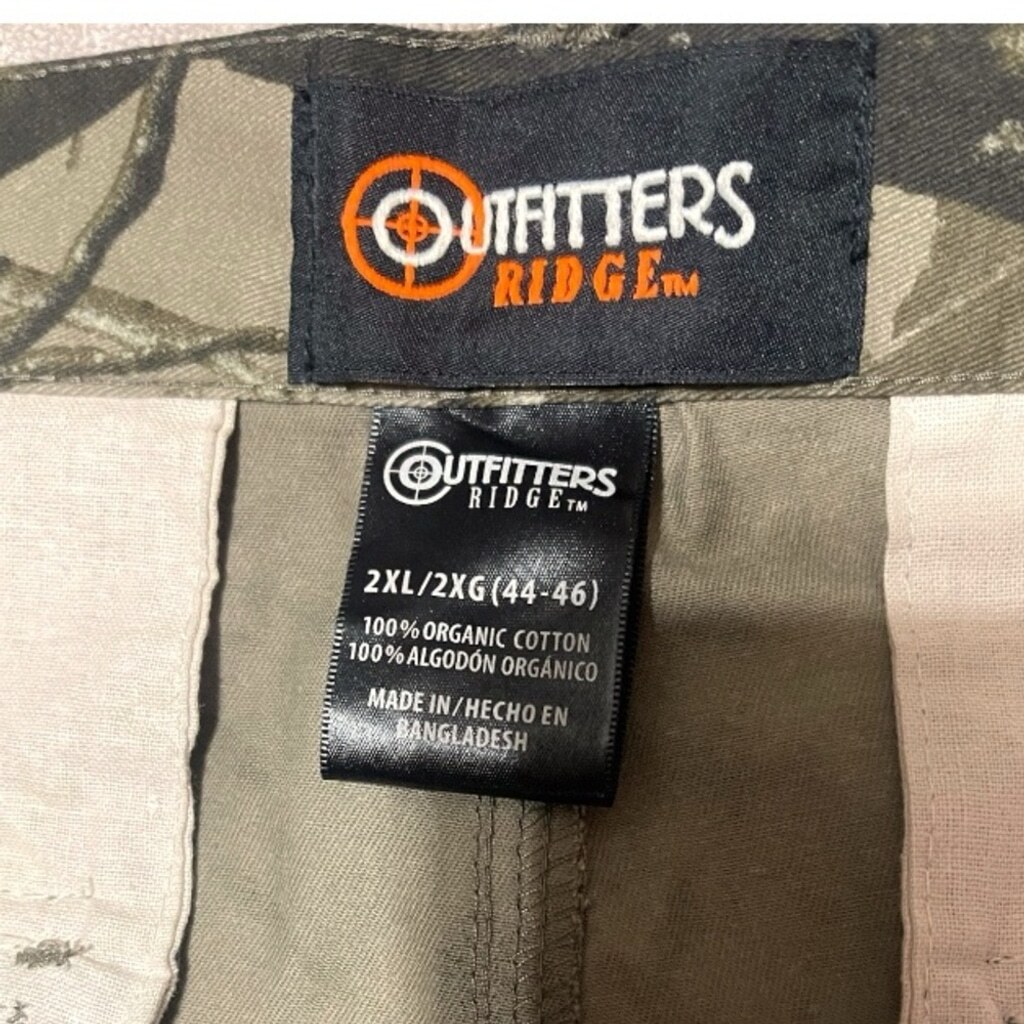 OUTFITTERS
RIDGE™
OUTFITTERS
RIDGE™
2XL/2XG (44-46)
100% ORGANIC COTTON
100% ALGODÓN ORGÁNICO
MADE IN/HECHO EN
BANGLADESH